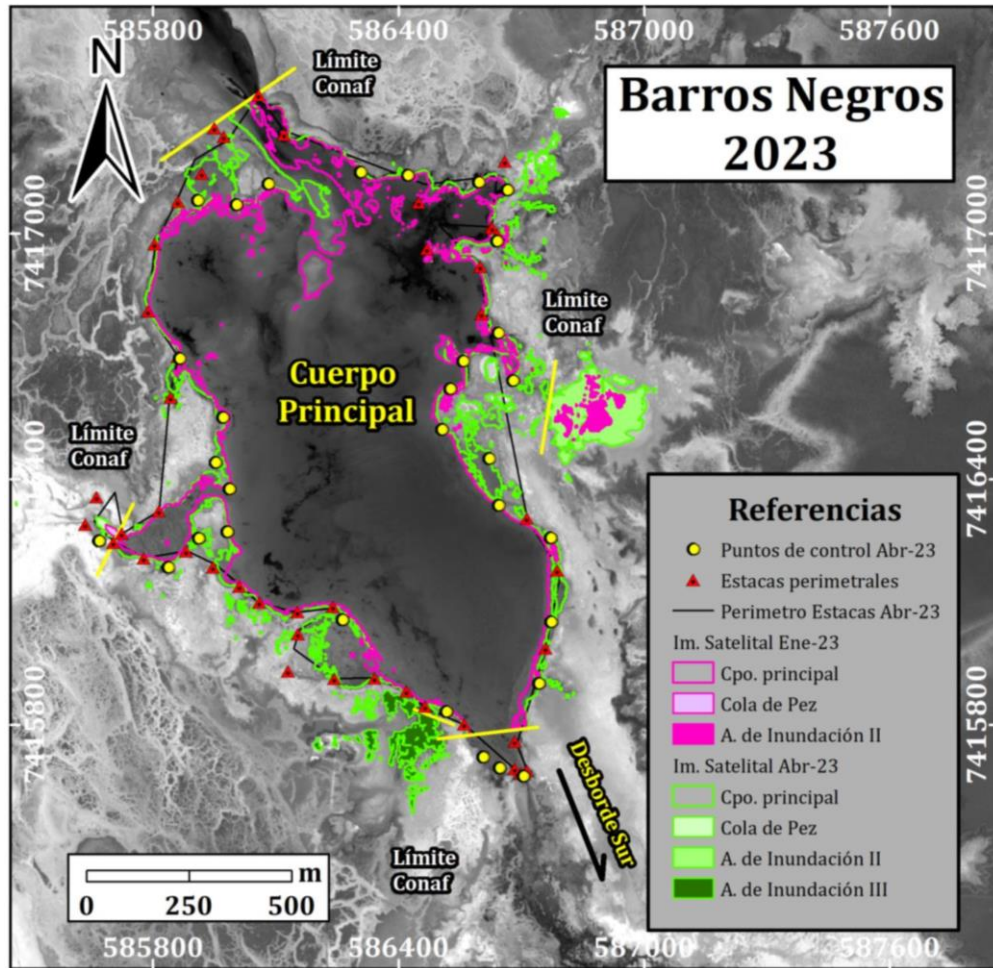 585800
586400
587000
587600
N
Límite
Conaf
Barros Negros
2023
7417000
7417000
Límite
Conaf
Cuerpo
Principal
Límite
Conaf
7416400
7416400
Referencias
Puntos de control Abr-23
Estacas perimetrales
Perimetro Estacas Abr-23
Im. Satelital Ene-23
Cpo. principal
Cola de Pez
A. de Inundación II
Im. Satelital Abr-23
Cpo. principal
Cola de Pez
A. de Inundación II
A. de Inundación III
7415800
7415800
Desborde Sur
Límite
Conaf
m
0
250
500
585800
586400
587000
587600